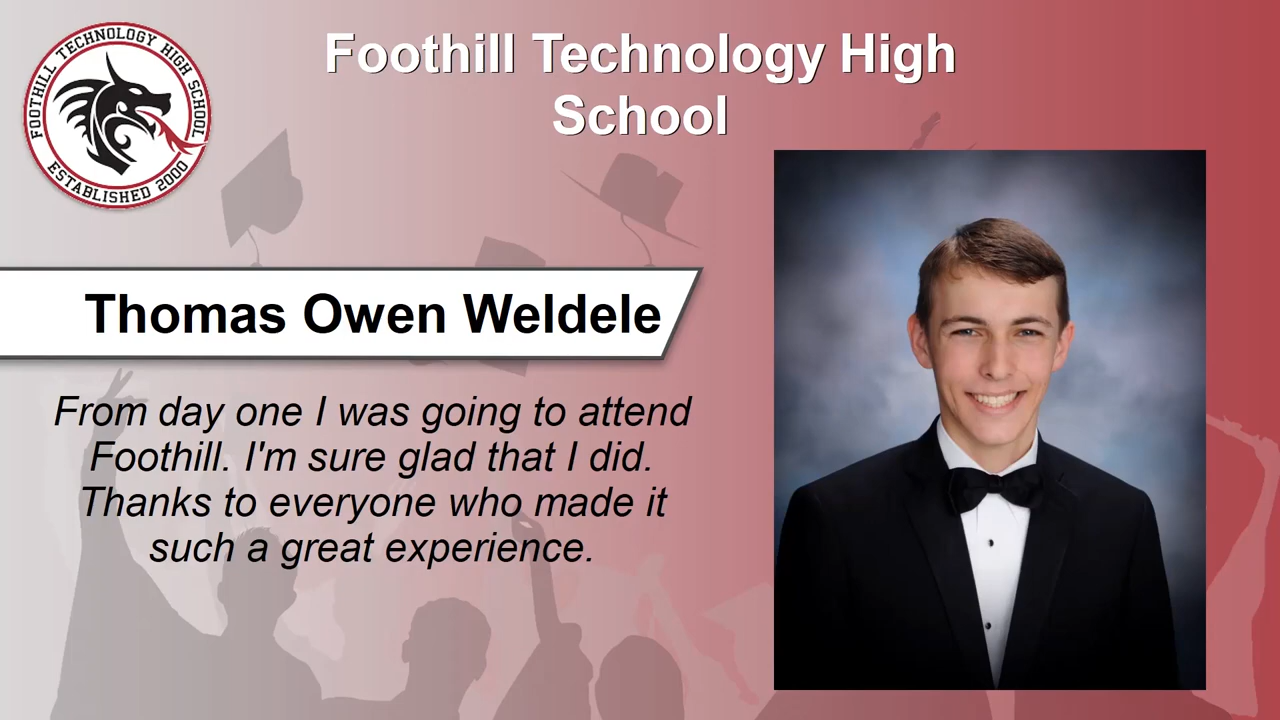 FOOTHILL TECHNOLOGY HIGH SCHOOL
ESTABLISHED 2000
Foothill Technology High
School
Thomas Owen Weldele
From day one I was going to attend
Foothill. I'm sure glad that I did.
Thanks to everyone who made it
such a great experience.